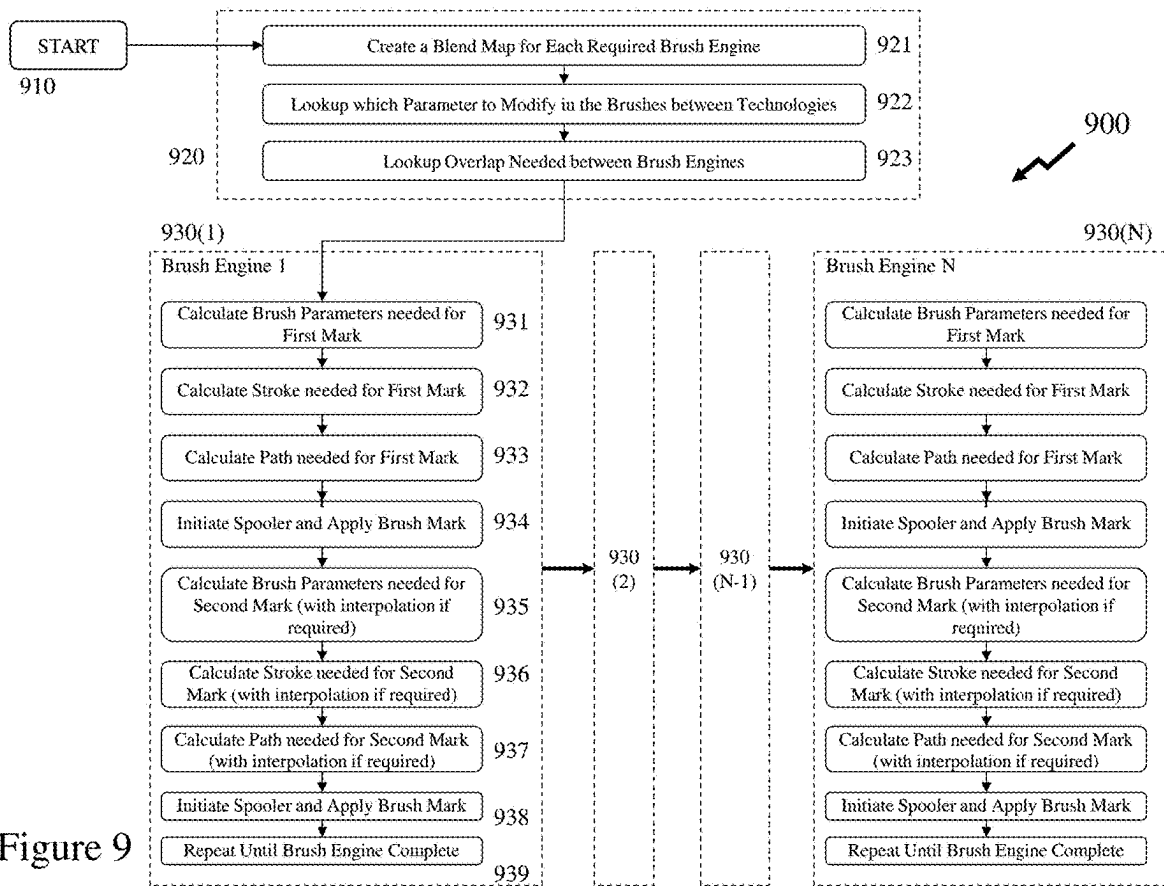 START
910
Create a Blend Map for Each Required Brush Engine
921
Lookup which Parameter to Modify in the Brushes between Technologies
922
Lookup Overlap Needed between Brush Engines
923
920
900
930(1)
Brush Engine 1
Calculate Brush Parameters needed for
First Mark
931
Calculate Stroke needed for First Mark
932
Calculate Path needed for First Mark
933
Initiate Spooler and Apply Brush Mark
934
Calculate Brush Parameters needed for
Second Mark (with interpolation if
required)
935
Calculate Stroke needed for Second
Mark (with interpolation if required)
936
Calculate Path needed for Second Mark
(with interpolation if required)
937
Initiate Spooler and Apply Brush Mark
938
Repeat Until Brush Engine Complete
939
930
(2)
930
(N-1)
930(N)
Brush Engine N
Calculate Brush Parameters needed for
First Mark
Calculate Stroke needed for First Mark
Calculate Path needed for First Mark
Initiate Spooler and Apply Brush Mark
Calculate Brush Parameters needed for
Second Mark (with interpolation if
required)
Calculate Stroke needed for Second
Mark (with interpolation if required)
Calculate Path needed for Second Mark
(with interpolation if required)
Initiate Spooler and Apply Brush Mark
Repeat Until Brush Engine Complete
Figure 9